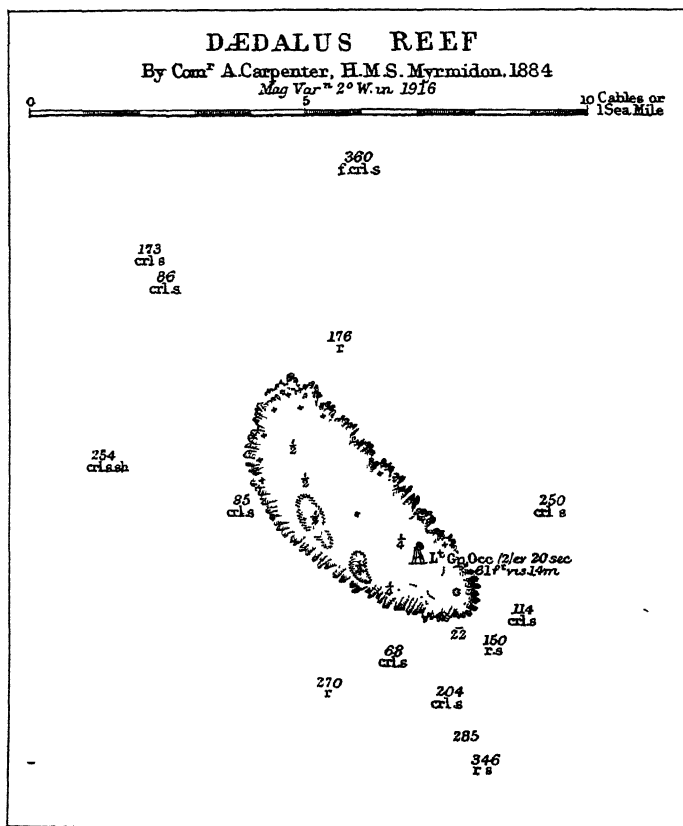 DÆDALUS REEF
By Comʳ A.Carpenter, H.M.S. Myrmidon. 1884
Mag Varⁿ 2° W. in 1916
0 5 10 Cables or
1 Sea Mile
360
f.crl.s
173
crl s
86
crl.s
176
r
1/2
254
crl.s.sh
1/2
85
crl.s
250
crl s
1/4
Lᵗ Gp.Occ /2/ ev 20 sec
61 fᵗ vis.14m
114
crl.s
22
150
r.s
68
crl.s
270
r
204
crl.s
285
346
r s